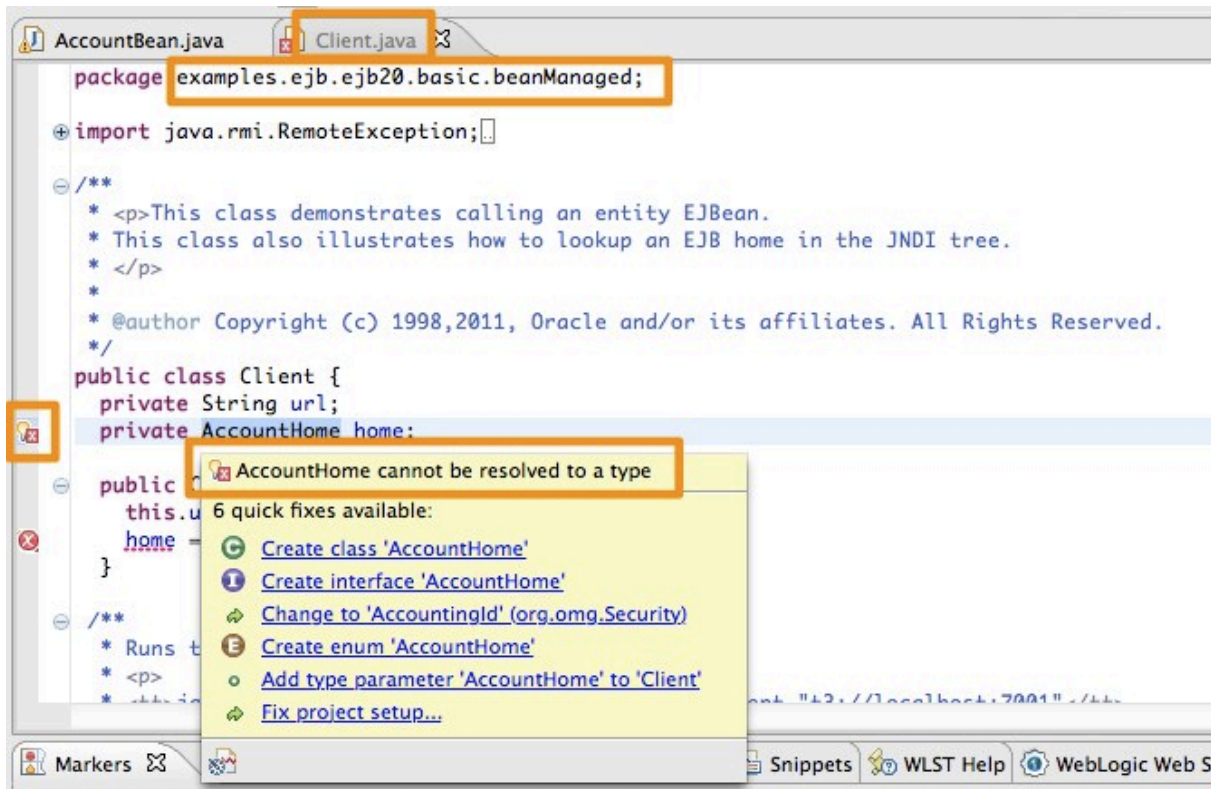 AccountBean.java Client.java
package examples.ejb.ejb20.basic.beanManaged;
import java.rmi.RemoteException;
/**
* <p>This class demonstrates calling an entity EJBean.
* This class also illustrates how to lookup an EJB home in the JNDI tree.
* </p>
*
* @author Copyright (c) 1998,2011, Oracle and/or its affiliates. All Rights Reserved.
*/
public class Client {
private String url;
private AccountHome home;
AccountHome cannot be resolved to a type
public
this.u
6 quick fixes available:
home =
Create class 'AccountHome'
}
Create interface 'AccountHome'
/**
Change to 'AccountingId' (org.omg.Security)
* Runs t
Create enum 'AccountHome'
* <p>
Add type parameter 'AccountHome' to 'Client'
"t3://localhost:7001"</tt>
Fix project setup...
Markers Snippets WLST Help WebLogic Web S